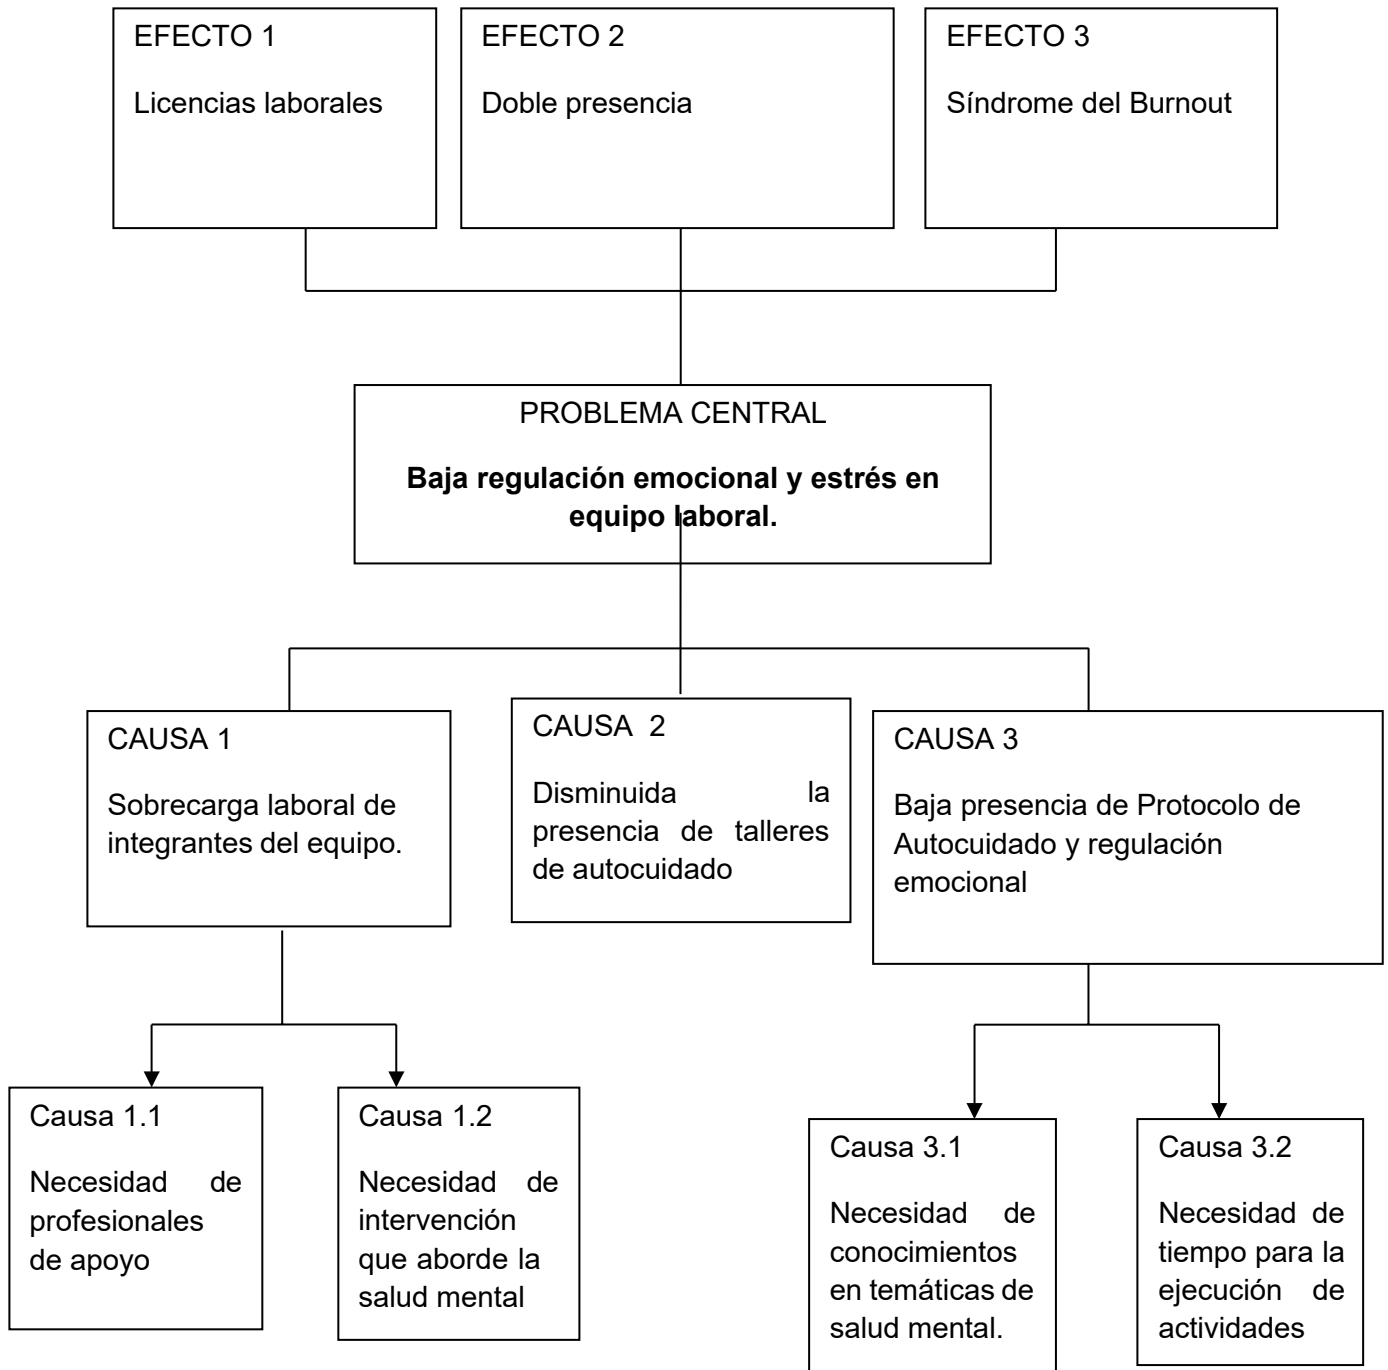 EFECTO 1
Licencias laborales
EFECTO 2
Doble presencia
EFECTO 3
Síndrome del Burnout
PROBLEMA CENTRAL
Baja regulación emocional y estrés en
equipo laboral.
CAUSA 1
Sobrecarga laboral de
integrantes del equipo.
CAUSA 2
Disminuida la
presencia de talleres
de autocuidado
CAUSA 3
Baja presencia de Protocolo de
Autocuidado y regulación
emocional
Causa 1.1
Necesidad de
profesionales
de apoyo
Causa 1.2
Necesidad de
intervención
que aborde la
salud mental
Causa 3.1
Necesidad de
conocimientos
en temáticas de
salud mental.
Causa 3.2
Necesidad de
tiempo para la
ejecución de
actividades